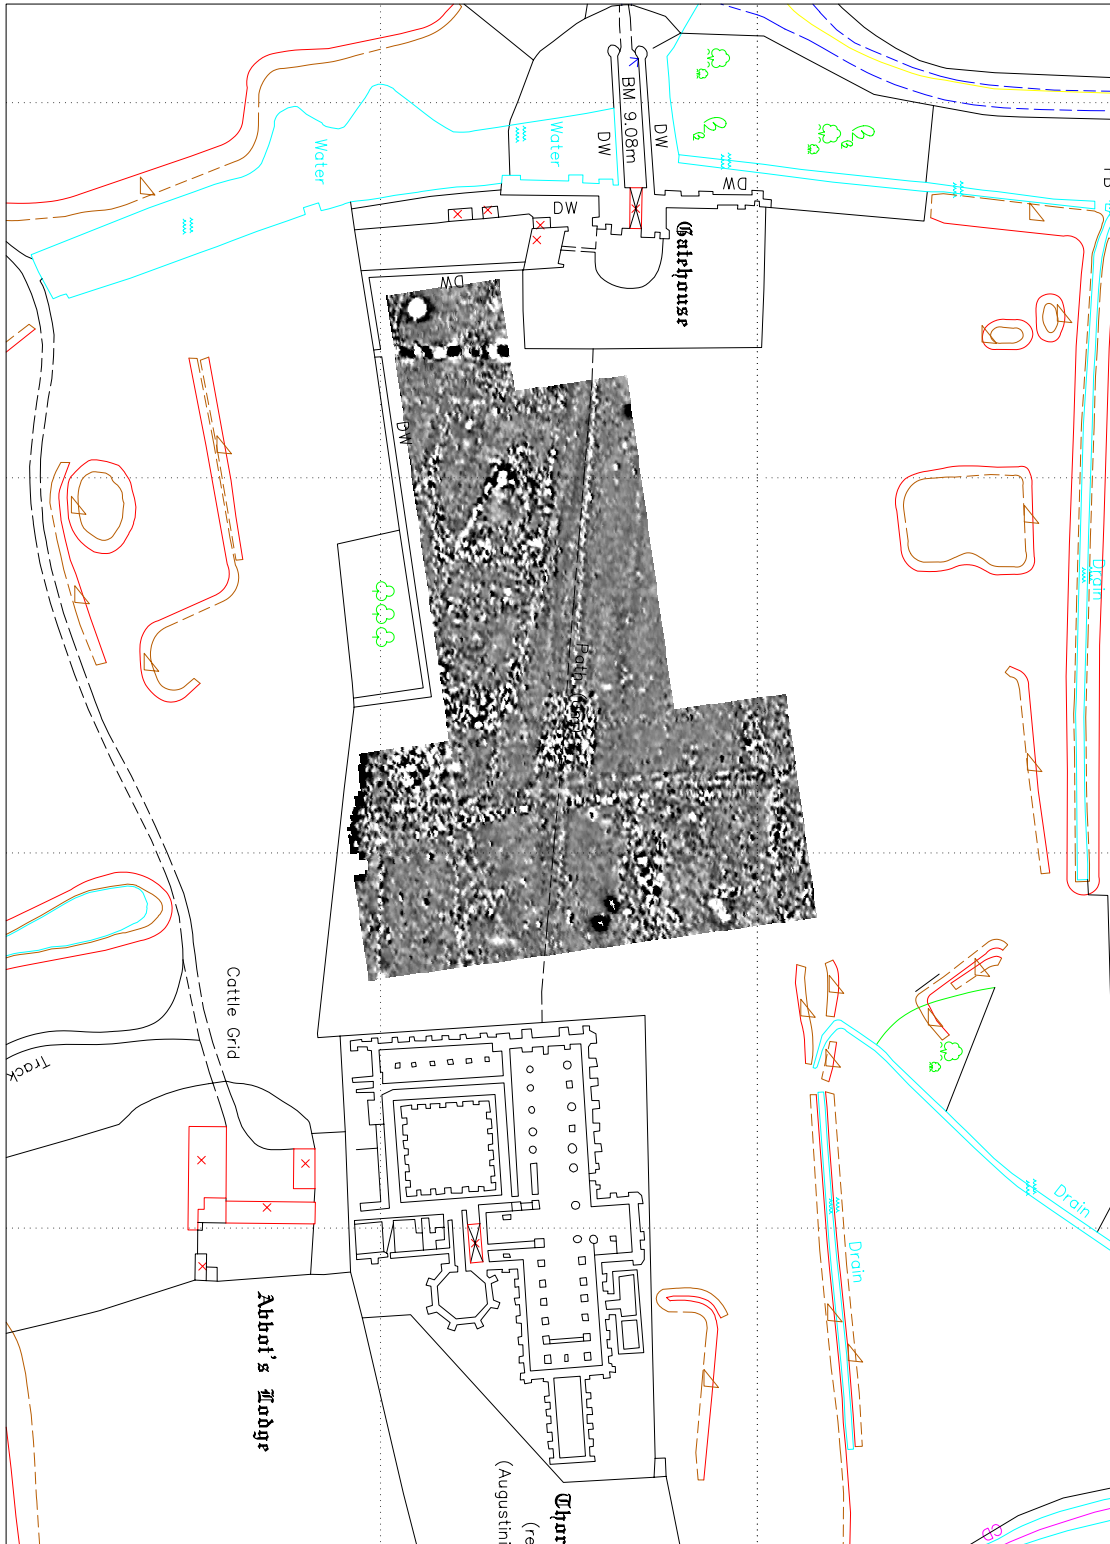 Water
Water
BM 9.08m
DW
DW
DW
DW
Gatehouse
DW
DW
Drain
Path
Cattle Grid
Track
Drain
Drain
Abbot's Lodge
Thor
(re
(Augustini